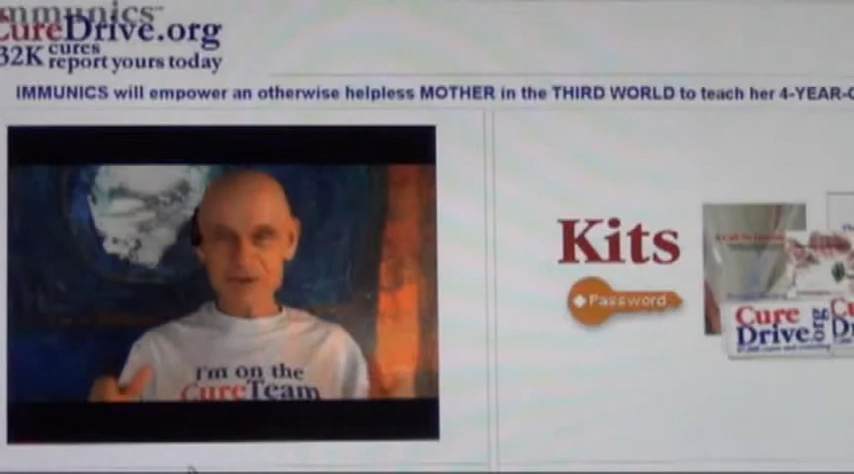 Immunics
CureDrive.org
32K cures
report yours today
IMMUNICS will empower an otherwise helpless MOTHER in the THIRD WORLD to teach her 4-YEAR-O
I'm on the
CureTeam
Kits
Password
Cure
Drive.org